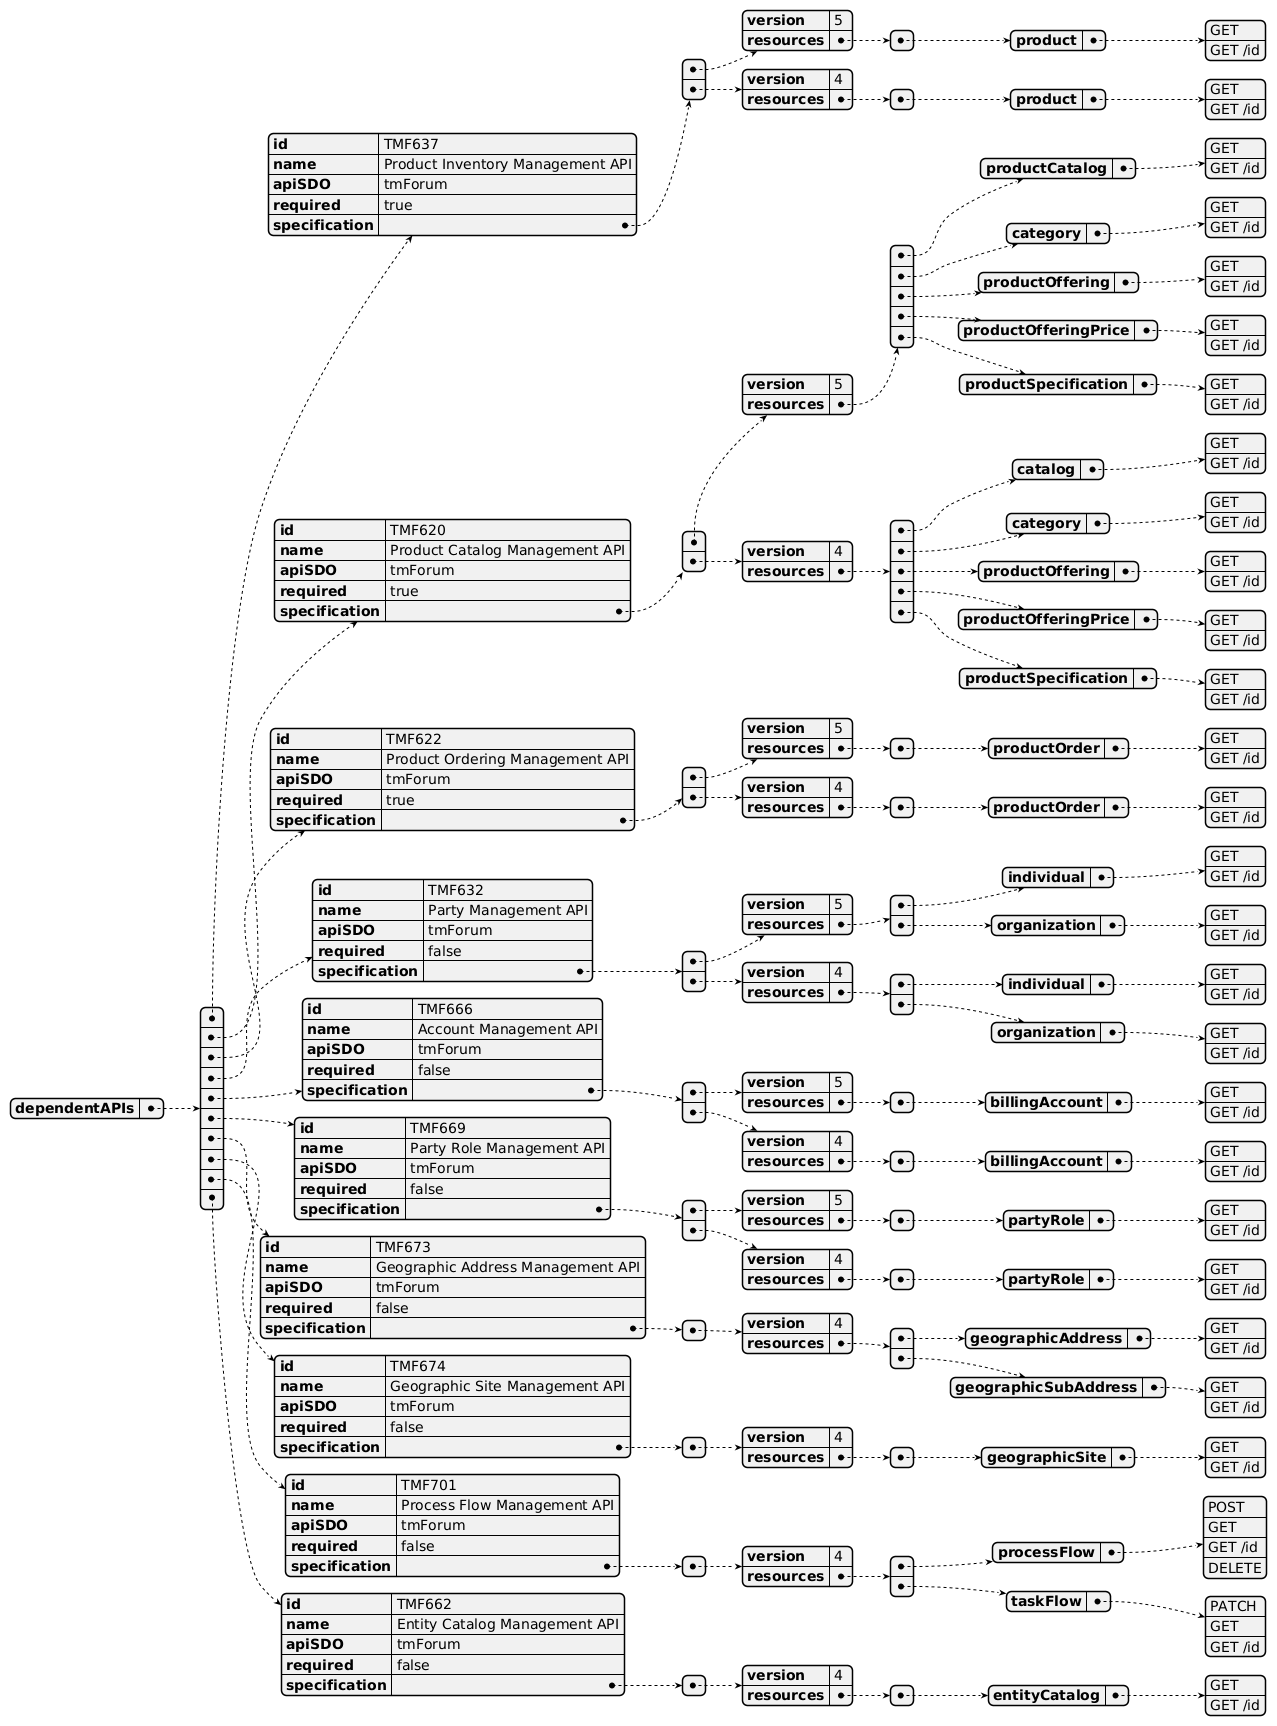 dependentAPIs
id TMF637
name Product Inventory Management API
apiSDO tmForum
required true
specification
version 5
resources
product
GET
GET /id
version 4
resources
product
GET
GET /id
id TMF620
name Product Catalog Management API
apiSDO tmForum
required true
specification
version 5
resources
productCatalog
GET
GET /id
category
GET
GET /id
productOffering
GET
GET /id
productOfferingPrice
GET
GET /id
productSpecification
GET
GET /id
version 4
resources
catalog
GET
GET /id
category
GET
GET /id
productOffering
GET
GET /id
productOfferingPrice
GET
GET /id
productSpecification
GET
GET /id
id TMF622
name Product Ordering Management API
apiSDO tmForum
required true
specification
version 5
resources
productOrder
GET
GET /id
version 4
resources
productOrder
GET
GET /id
id TMF632
name Party Management API
apiSDO tmForum
required false
specification
version 5
resources
individual
GET
GET /id
organization
GET
GET /id
version 4
resources
individual
GET
GET /id
organization
GET
GET /id
id TMF666
name Account Management API
apiSDO tmForum
required false
specification
version 5
resources
billingAccount
GET
GET /id
version 4
resources
billingAccount
GET
GET /id
id TMF669
name Party Role Management API
apiSDO tmForum
required false
specification
version 5
resources
partyRole
GET
GET /id
version 4
resources
partyRole
GET
GET /id
id TMF673
name Geographic Address Management API
apiSDO tmForum
required false
specification
version 4
resources
geographicAddress
GET
GET /id
geographicSubAddress
GET
GET /id
id TMF674
name Geographic Site Management API
apiSDO tmForum
required false
specification
version 4
resources
geographicSite
GET
GET /id
id TMF701
name Process Flow Management API
apiSDO tmForum
required false
specification
version 4
resources
processFlow
POST
GET
GET /id
DELETE
taskFlow
PATCH
GET
GET /id
id TMF662
name Entity Catalog Management API
apiSDO tmForum
required false
specification
version 4
resources
entityCatalog
GET
GET /id